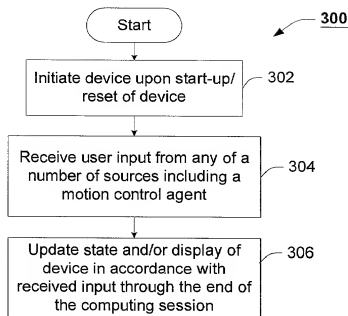 Start
300
Initiate device upon start-up/
reset of device
302
Receive user input from any of a
number of sources including a
motion control agent
304
Update state and/or display of
device in accordance with
received input through the end of
the computing session
306